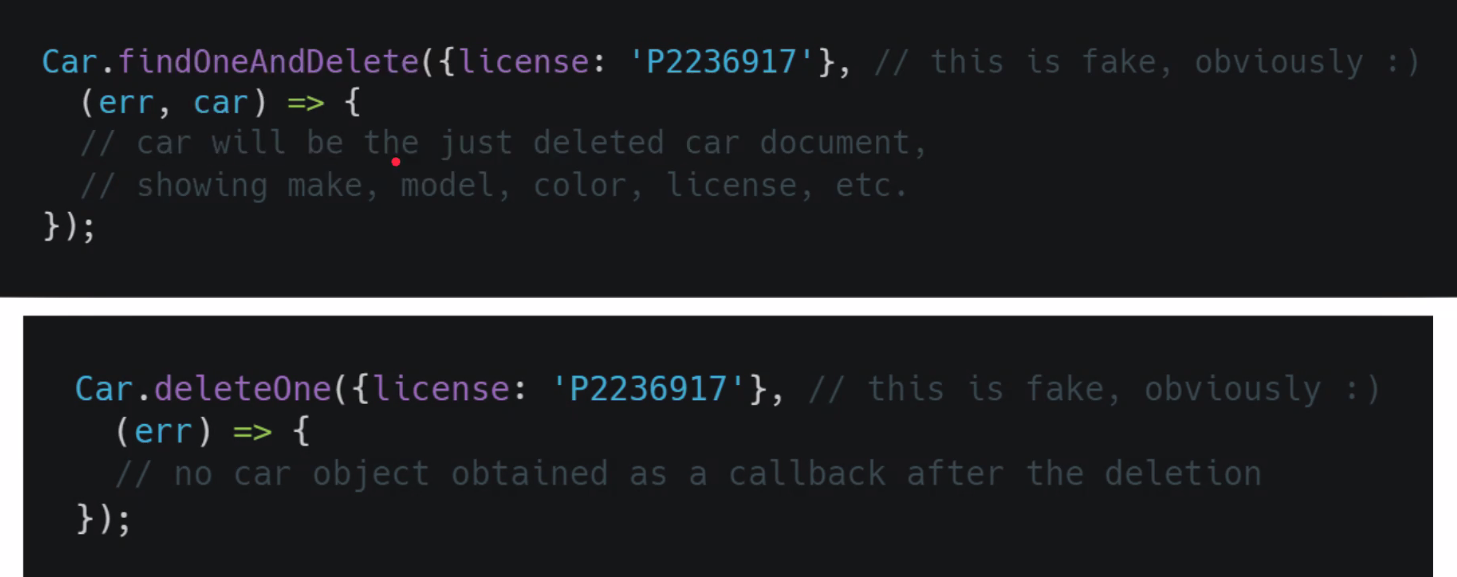 Car.findOneAndDelete({license: 'P2236917'}, // this is fake, obviously :)
(err, car) => {
// car will be the just deleted car document,
// showing make, model, color, license, etc.
});
Car.deleteOne({license: 'P2236917'}, // this is fake, obviously :)
(err) => {
// no car object obtained as a callback after the deletion
});